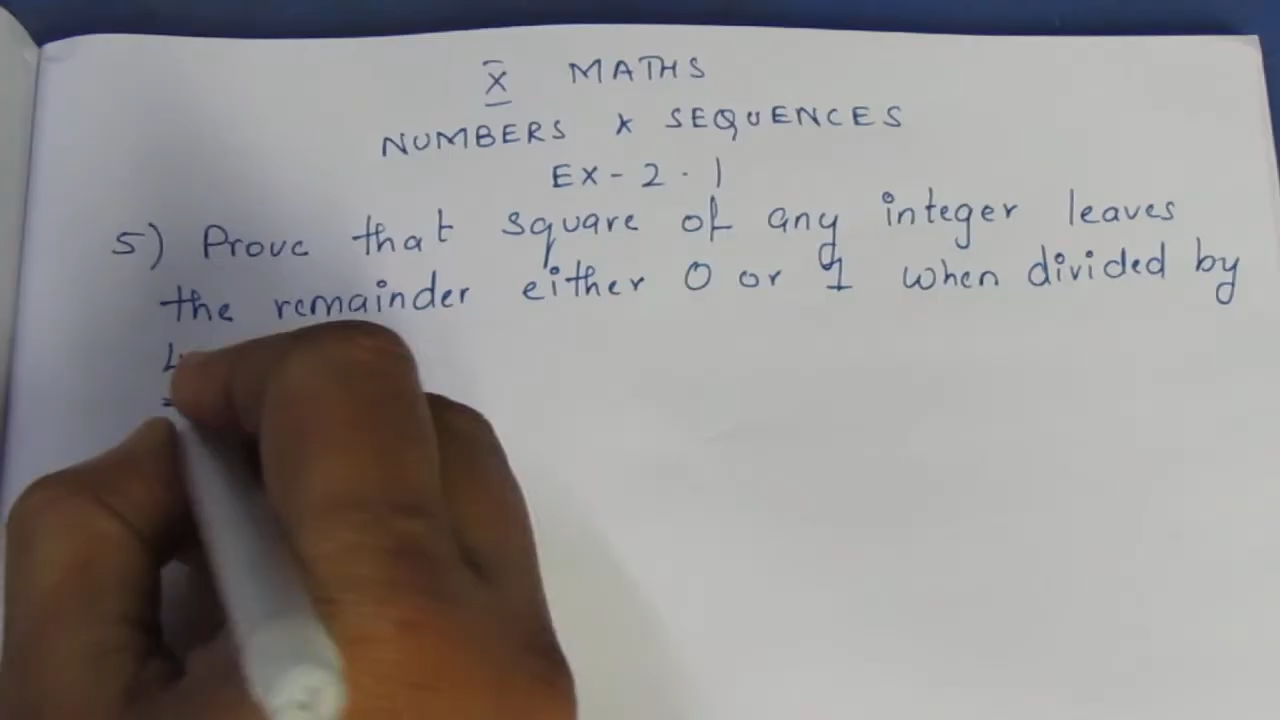 X MATHS
NUMBERS & SEQUENCES
EX-2.1
5) Prove that square of any integer leaves
the remainder either 0 or 1 when divided by
4